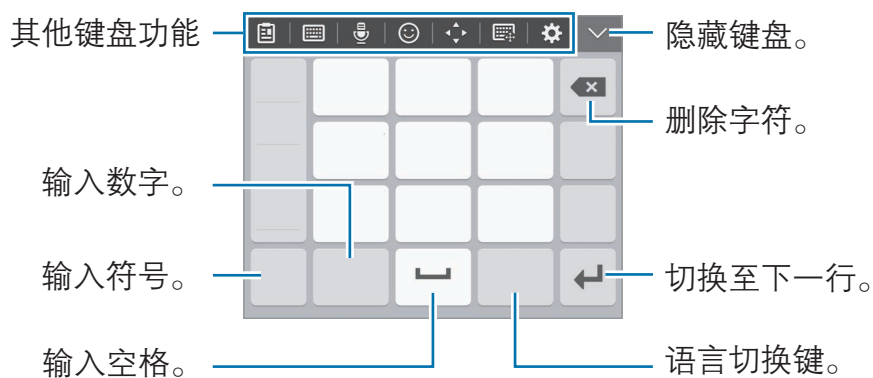 其他键盘功能
隐藏键盘。
删除字符。
输入数字。
输入符号。
切换至下一行。
输入空格。
语言切换键。